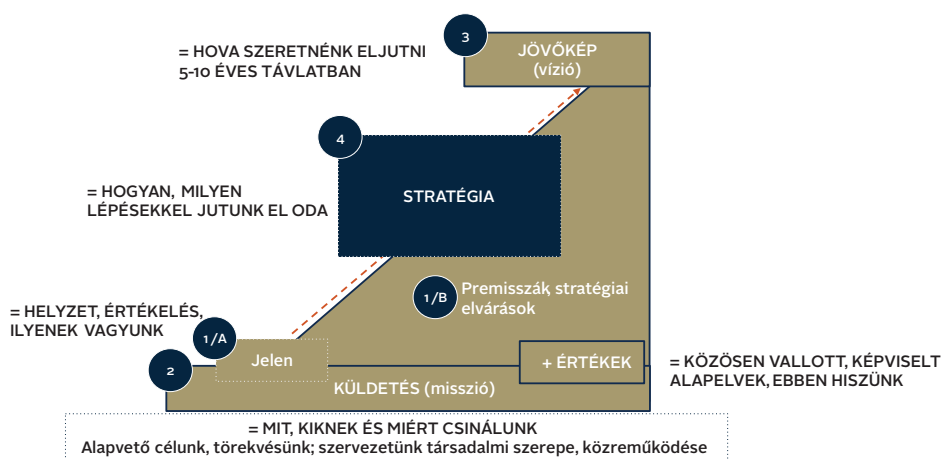 3
= HOVA SZERETNÉNK ELJUTNI
5-10 ÉVES TÁVLATBAN
JÖVŐKÉP
(vízió)
4
= HOGYAN, MILYEN
LÉPÉSEKKEL JUTUNK EL ODA
STRATÉGIA
1/B
Premisszák stratégiai
elvárások
= HELYZET, ÉRTÉKELÉS,
ILYENEK VAGYUNK
1/A
Jelen
2
+ ÉRTÉKEK
KÜLDETÉS (misszió)
= KÖZÖSEN VALLOTT, KÉPVISELT
ALAPELVEK, EBBEN HISZÜNK
= MIT, KIKNEK ÉS MIÉRT CSINÁLUNK
Alapvető célunk, törekvésünk; szervezetünk társadalmi szerepe, közreműködése